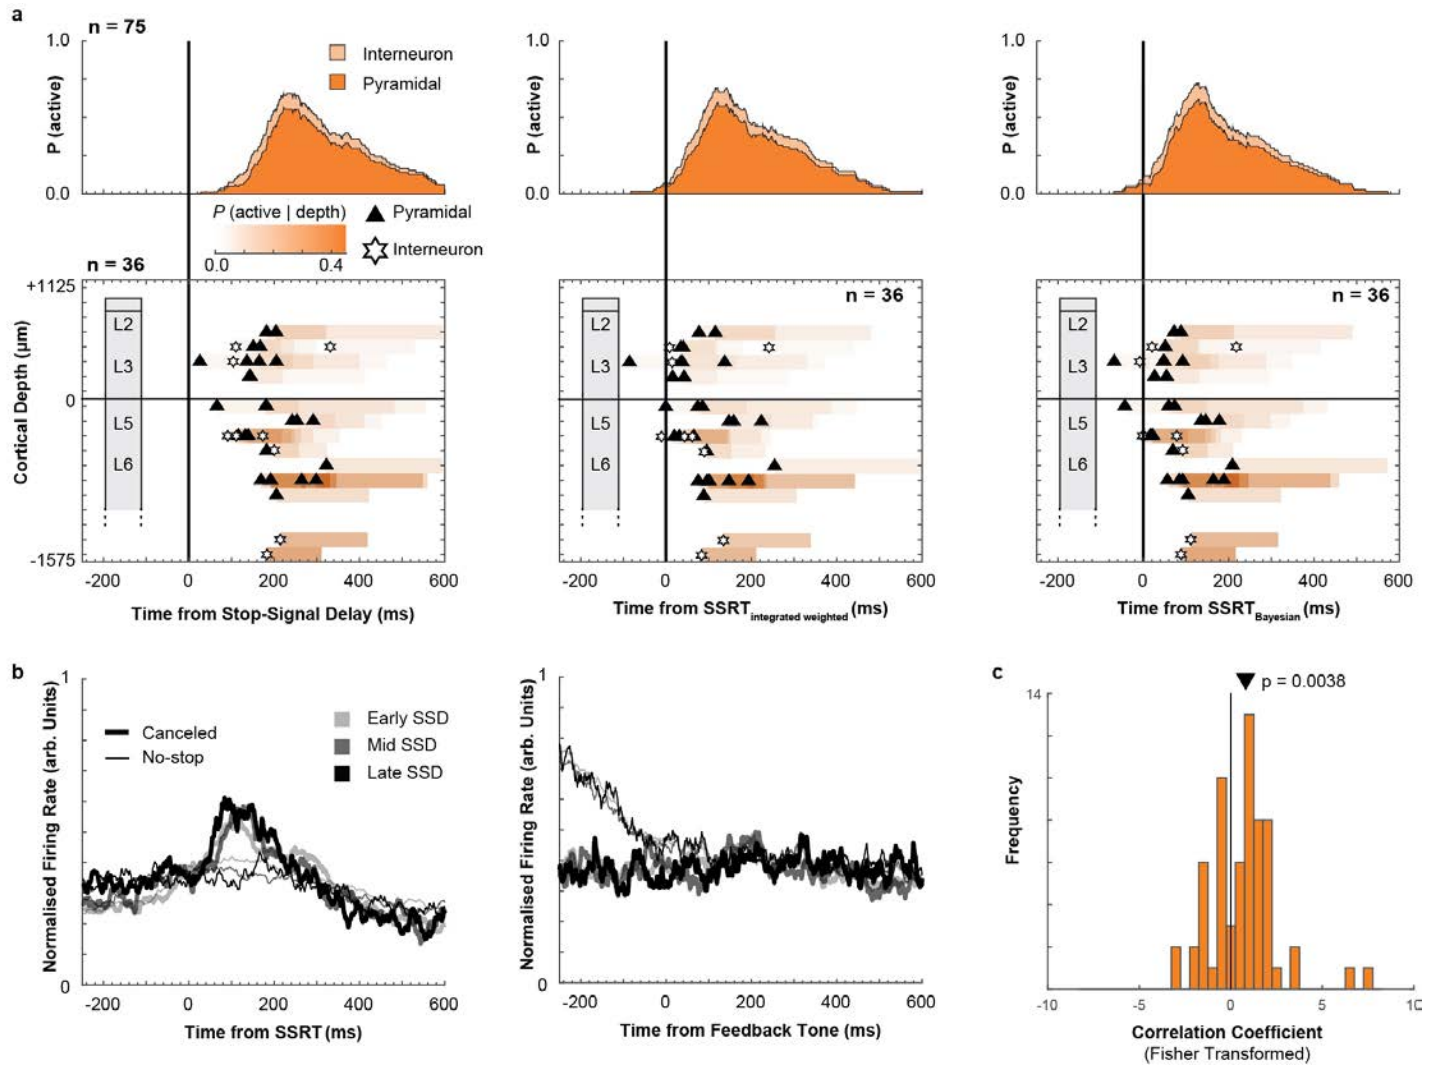 a
n = 75
1.0
P (active)
0.0
Interneuron
Pyramidal
1.0
P (active)
0.0
1.0
P (active)
0.0
P (active | depth)
0.0
0.4
Pyramidal
Interneuron
n = 36
+1125
Cortical Depth (µm)
0
-1575
L2
L3
L5
L6
-200
0
200
400
600
Time from Stop-Signal Delay (ms)
n = 36
L2
L3
L5
L6
-200
0
200
400
600
Time from SSRT integrated weighted (ms)
n = 36
L2
L3
L5
L6
-200
0
200
400
600
Time from SSRT Bayesian (ms)
b
1
Normalised Firing Rate (arb. Units)
0
Canceled
No-stop
Early SSD
Mid SSD
Late SSD
-200
0
200
400
600
Time from SSRT (ms)
1
Normalised Firing Rate (arb. Units)
0
-200
0
200
400
600
Time from Feedback Tone (ms)
c
p = 0.0038
14
Frequency
0
-10
-5
0
5
10
Correlation Coefficient
(Fisher Transformed)